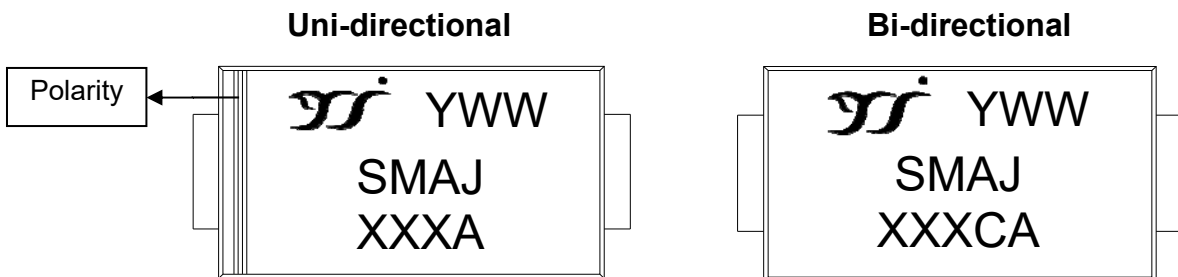 Uni-directional
Bi-directional
Polarity
YWW
SMAJ
XXXA
YWW
SMAJ
XXXCA